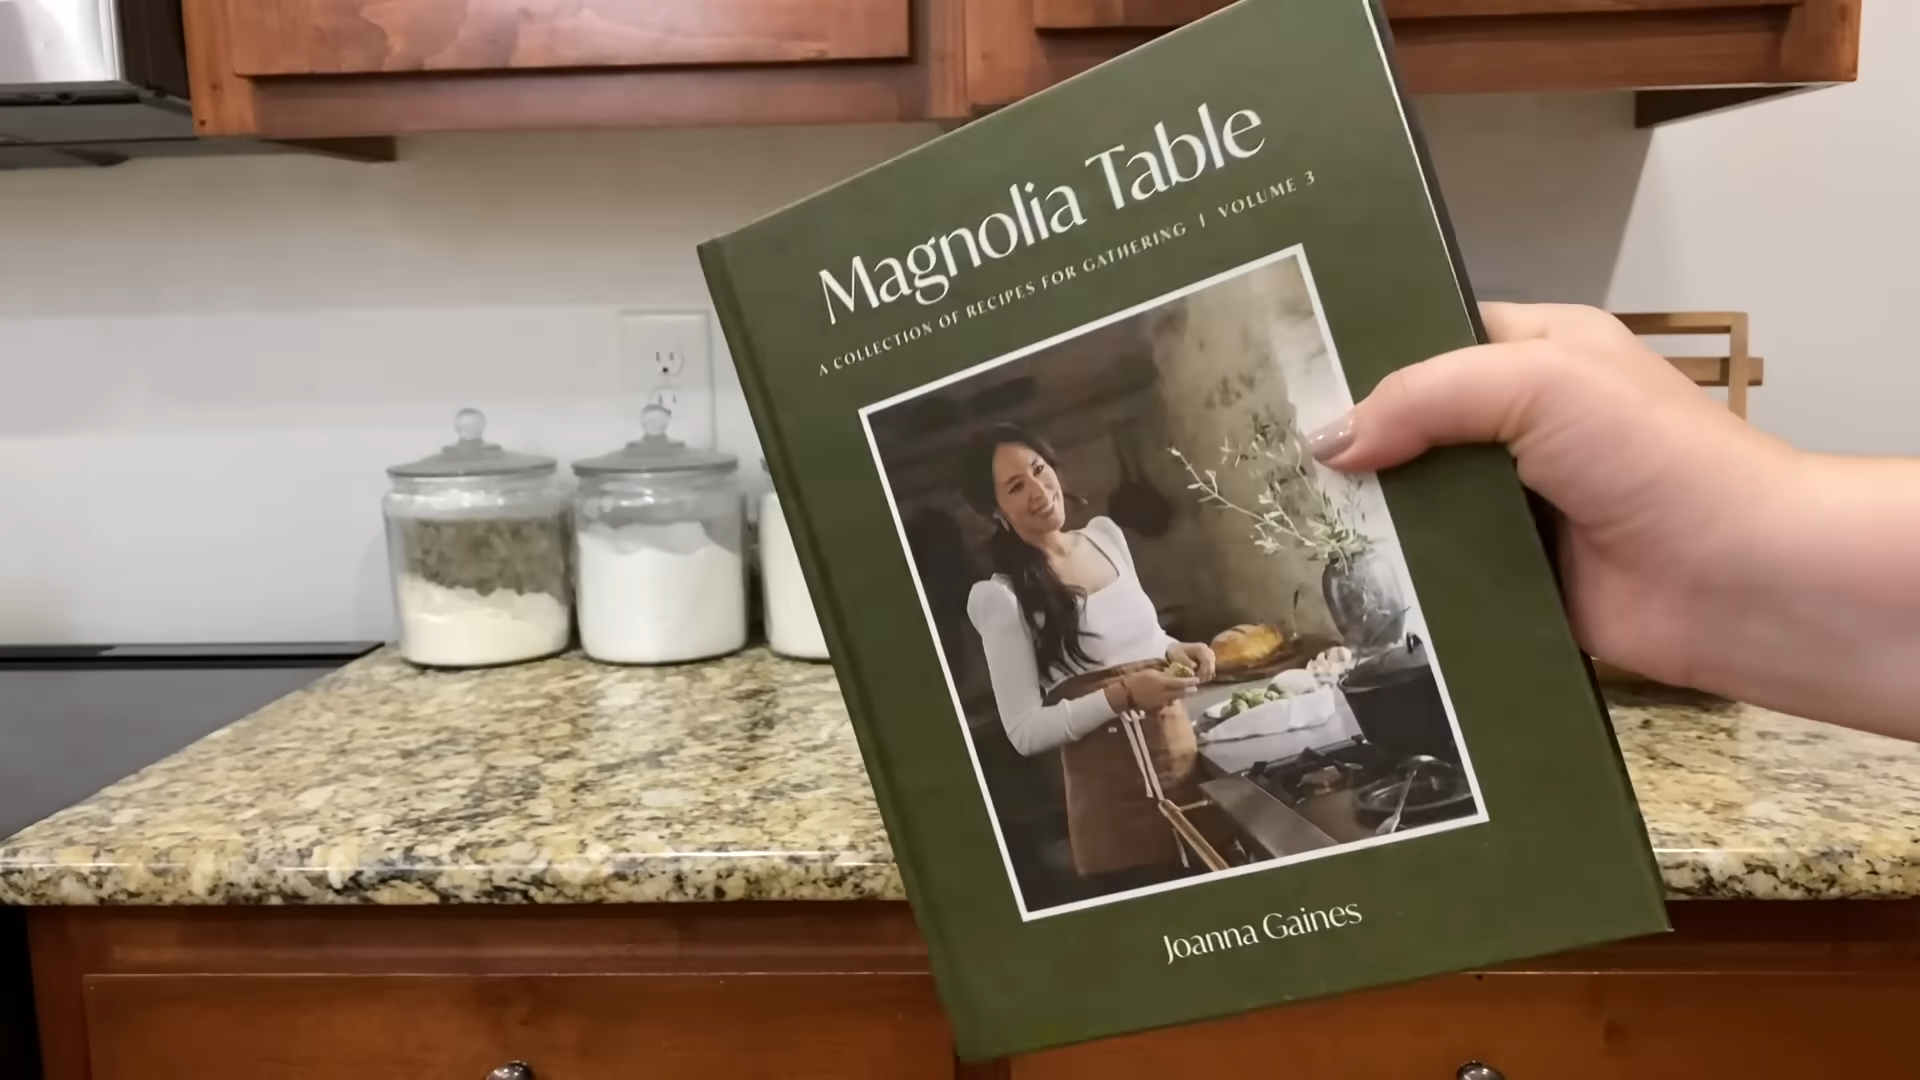 Magnolia Table
A COLLECTION OF RECIPES FOR GATHERING | VOLUME 3
Joanna Gaines